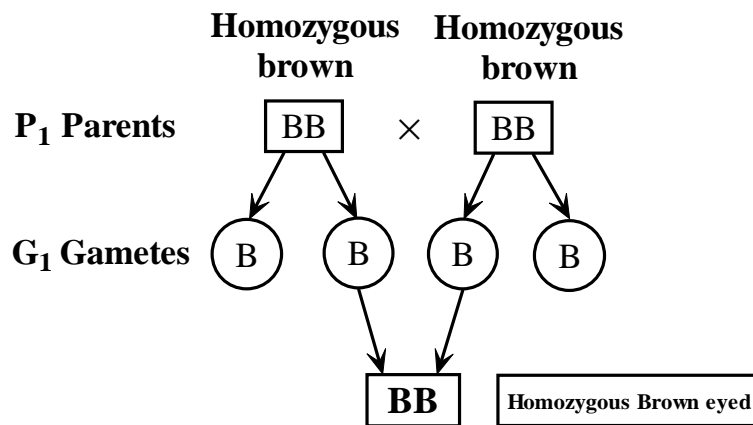 Homozygous
brown
Homozygous
brown
P1 Parents
BB × BB
G1 Gametes
B B B B
BB
Homozygous Brown eyed